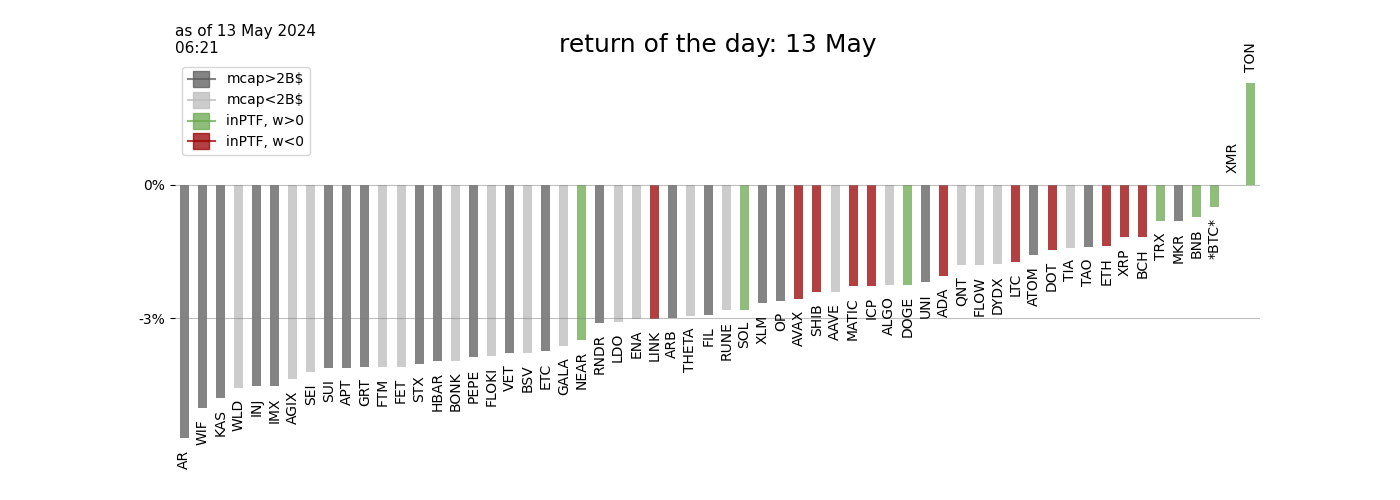 as of 13 May 2024
06:21
return of the day: 13 May
mcap>2B$
mcap<2B$
inPTF, w>0
inPTF, w<0
0%
-3%
AR
WIF
KAS
WLD
INJ
IMX
AGIX
SEI
SUI
APT
GRT
FTM
FET
STX
HBAR
BONK
PEPE
FLOKI
VET
BSV
ETC
GALA
NEAR
RNDR
LDO
ENA
LINK
ARB
THETA
FIL
RUNE
SOL
XLM
OP
AVAX
SHIB
AAVE
MATIC
ICP
ALGO
DOGE
UNI
ADA
QNT
FLOW
DYDX
LTC
ATOM
DOT
TIA
TAO
ETH
XRP
BCH
TRX
MKR
BNB
*BTC*
XMR
TON